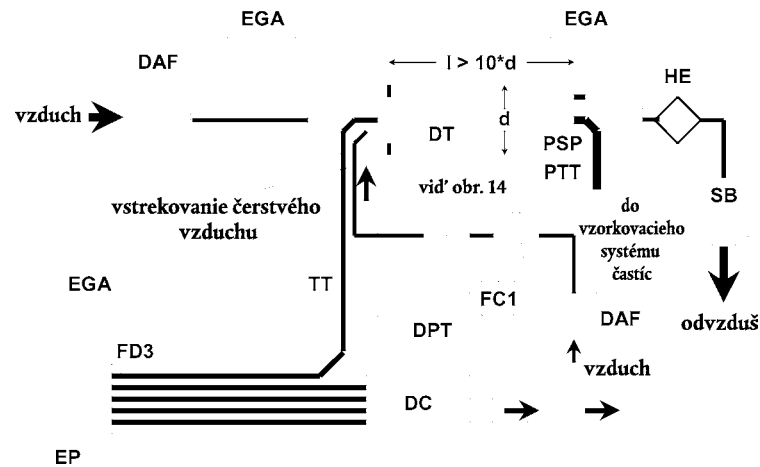 EGA
EGA
DAF
l > 10*d
HE
vzduch
d
DT
PSP
PTT
viď obr. 14
SB
vstrekovanie čerstvého
vzduchu
do
vzorkovacieho
systému
častíc
EGA
TT
FC1
DAF
odvzduš
DPT
FD3
vzduch
DC
EP